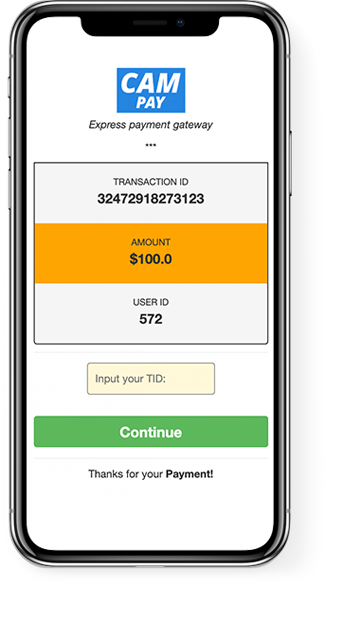 CAM
PAY
Express payment gateway
***
TRANSACTION ID
32472918273123
AMOUNT
$100.0
USER ID
572
Input your TID:
Continue
Thanks for your Payment!